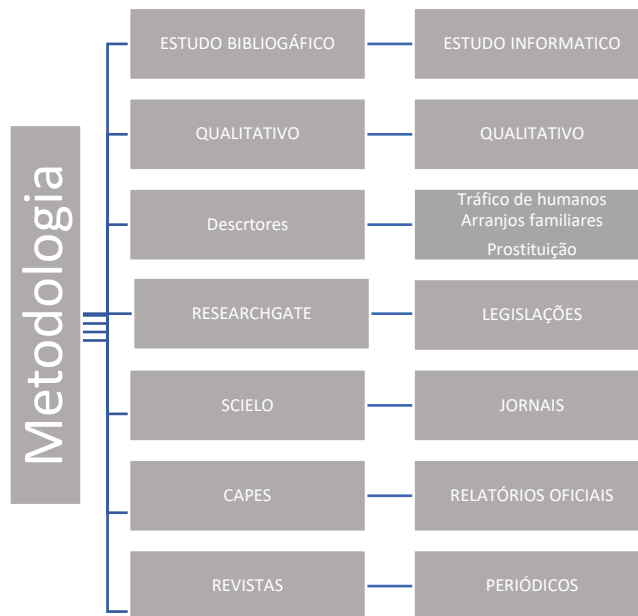 Metodologia
ESTUDO BIBLIOGÁFICO
ESTUDO INFORMATICO
QUALITATIVO
QUALITATIVO
Descrtores
Tráfico de humanos
Arranjos familiares
Prostituição
RESEARCHGATE
LEGISLAÇÕES
SCIELO
JORNAIS
CAPES
RELATÓRIOS OFICIAIS
REVISTAS
PERIÓDICOS